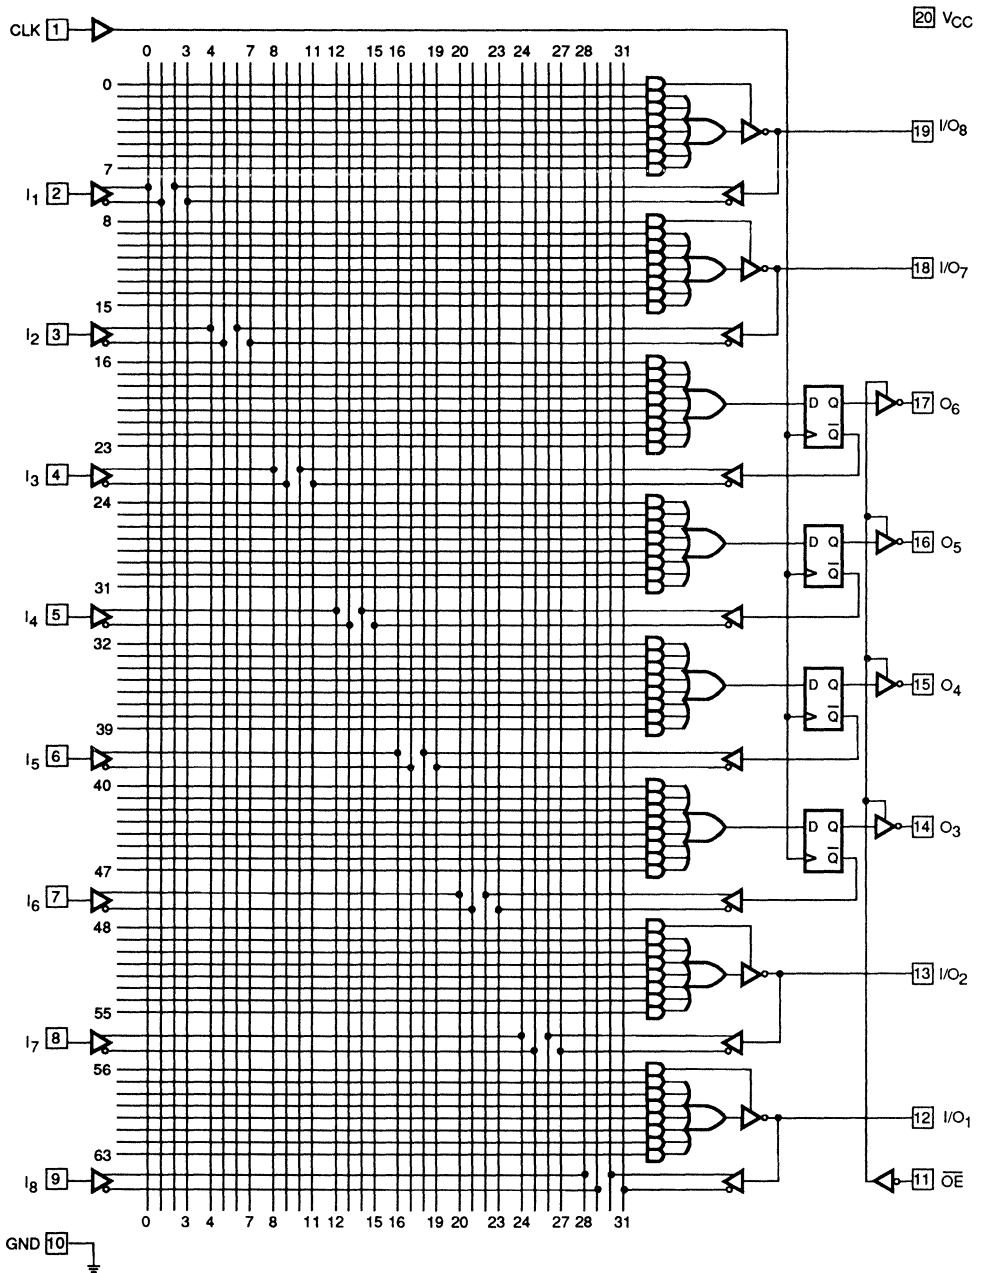 CLK 1
20 VCC
0 3 4 7 8 11 12 15 16 19 20 23 24 27 28 31
0
19 I/O8
7
I1 2
8
18 I/O7
15
I2 3
16
D Q 17 O6
Q̅
23
I3 4
24
D Q 16 O5
Q̅
31
I4 5
32
D Q 15 O4
Q̅
39
I5 6
40
D Q 14 O3
Q̅
47
I6 7
48
13 I/O2
55
I7 8
56
12 I/O1
63
I8 9
11 O̅E̅
0 3 4 7 8 11 12 15 16 19 20 23 24 27 28 31
GND 10